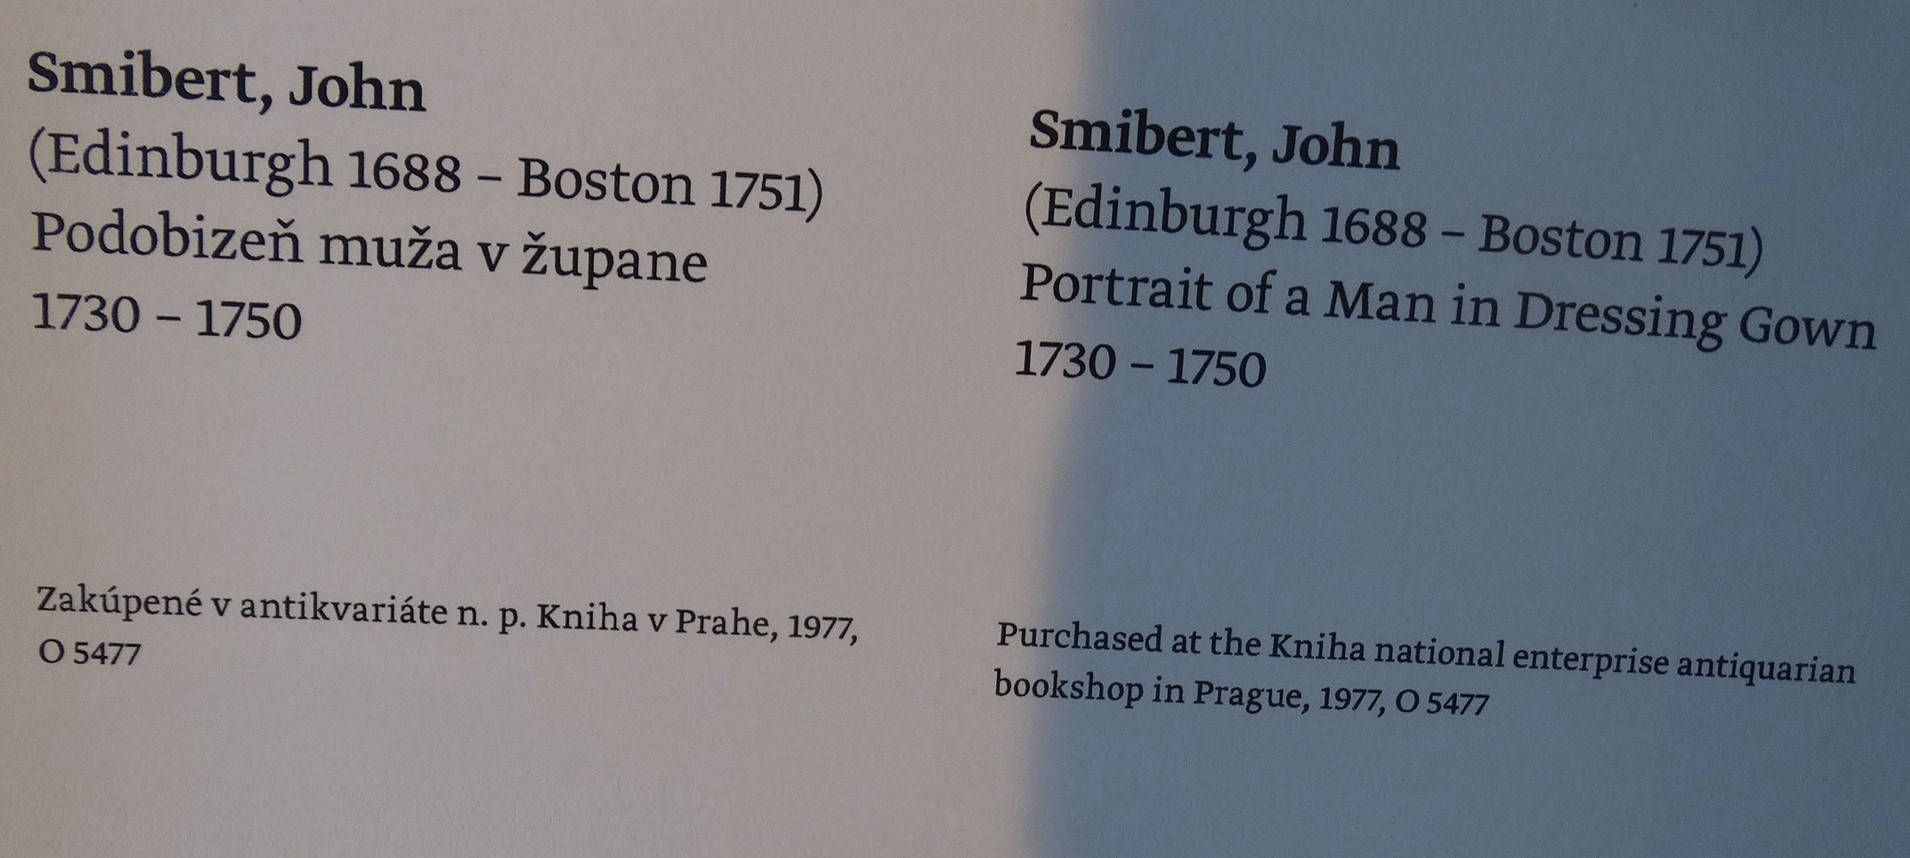 Smibert, John
(Edinburgh 1688 – Boston 1751)
Podobizeň muža v župane
1730 – 1750
Zakúpené v antikvariáte n. p. Kniha v Prahe, 1977,
O 5477
Smibert, John
(Edinburgh 1688 – Boston 1751)
Portrait of a Man in Dressing Gown
1730 – 1750
Purchased at the Kniha national enterprise antiquarian
bookshop in Prague, 1977, O 5477